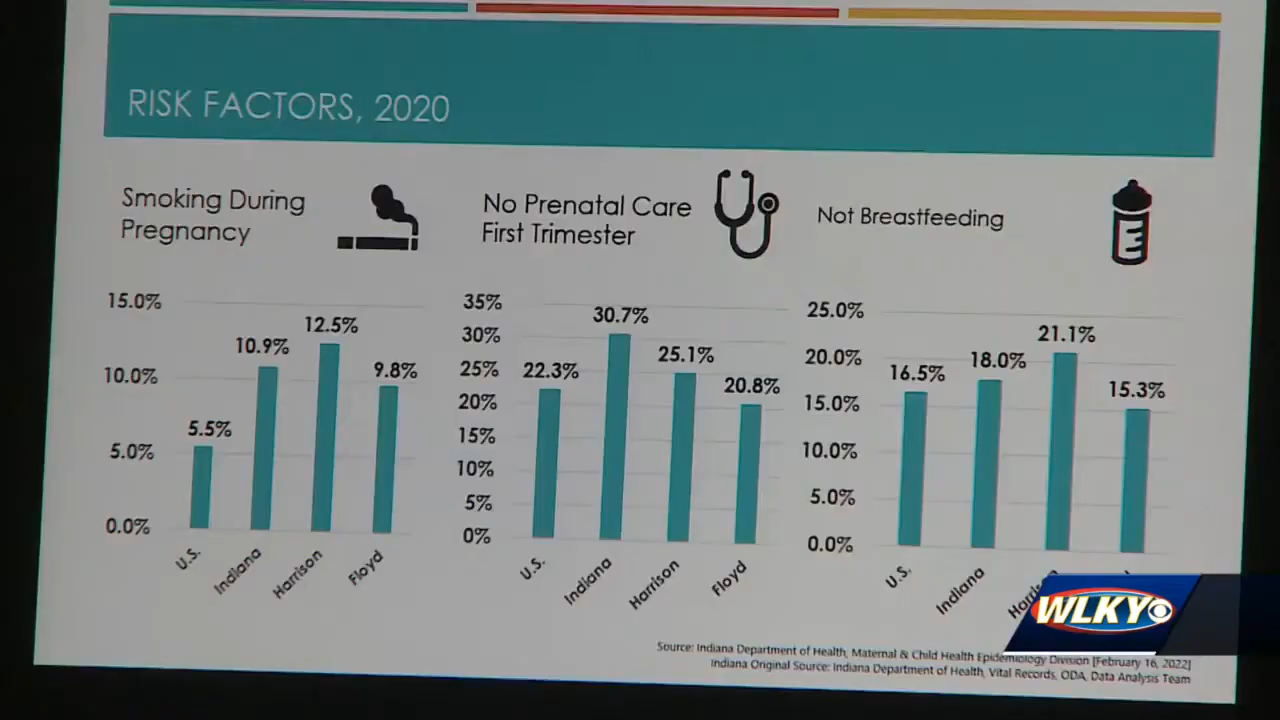 RISK FACTORS, 2020
Smoking During
Pregnancy
15.0%
10.0%
5.0%
0.0%
5.5%
10.9%
12.5%
9.8%
U.S.
Indiana
Harrison
Floyd
No Prenatal Care
First Trimester
35%
30%
25%
20%
15%
10%
5%
0%
22.3%
30.7%
25.1%
20.8%
U.S.
Indiana
Harrison
Floyd
Not Breastfeeding
25.0%
20.0%
15.0%
10.0%
5.0%
0.0%
16.5%
18.0%
21.1%
15.3%
U.S.
Indiana
WLKY
Source: Indiana Department of Health, Maternal & Child Health Epidemiology Division [February 16, 2022]
Indiana Original Source: Indiana Department of Health, Vital Records, ODA, Data Analysis Team